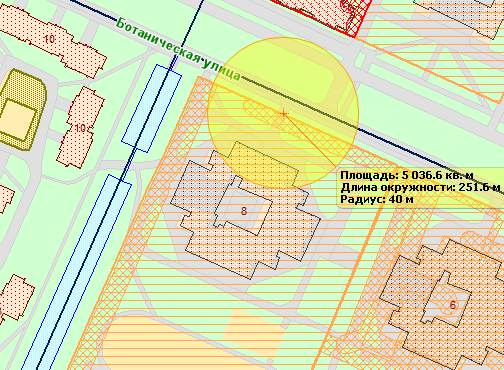 Ботаническая улица
10
10
8
6
Площадь: 5 036.6 кв. м
Длина окружности: 251.6 м
Радиус: 40 м